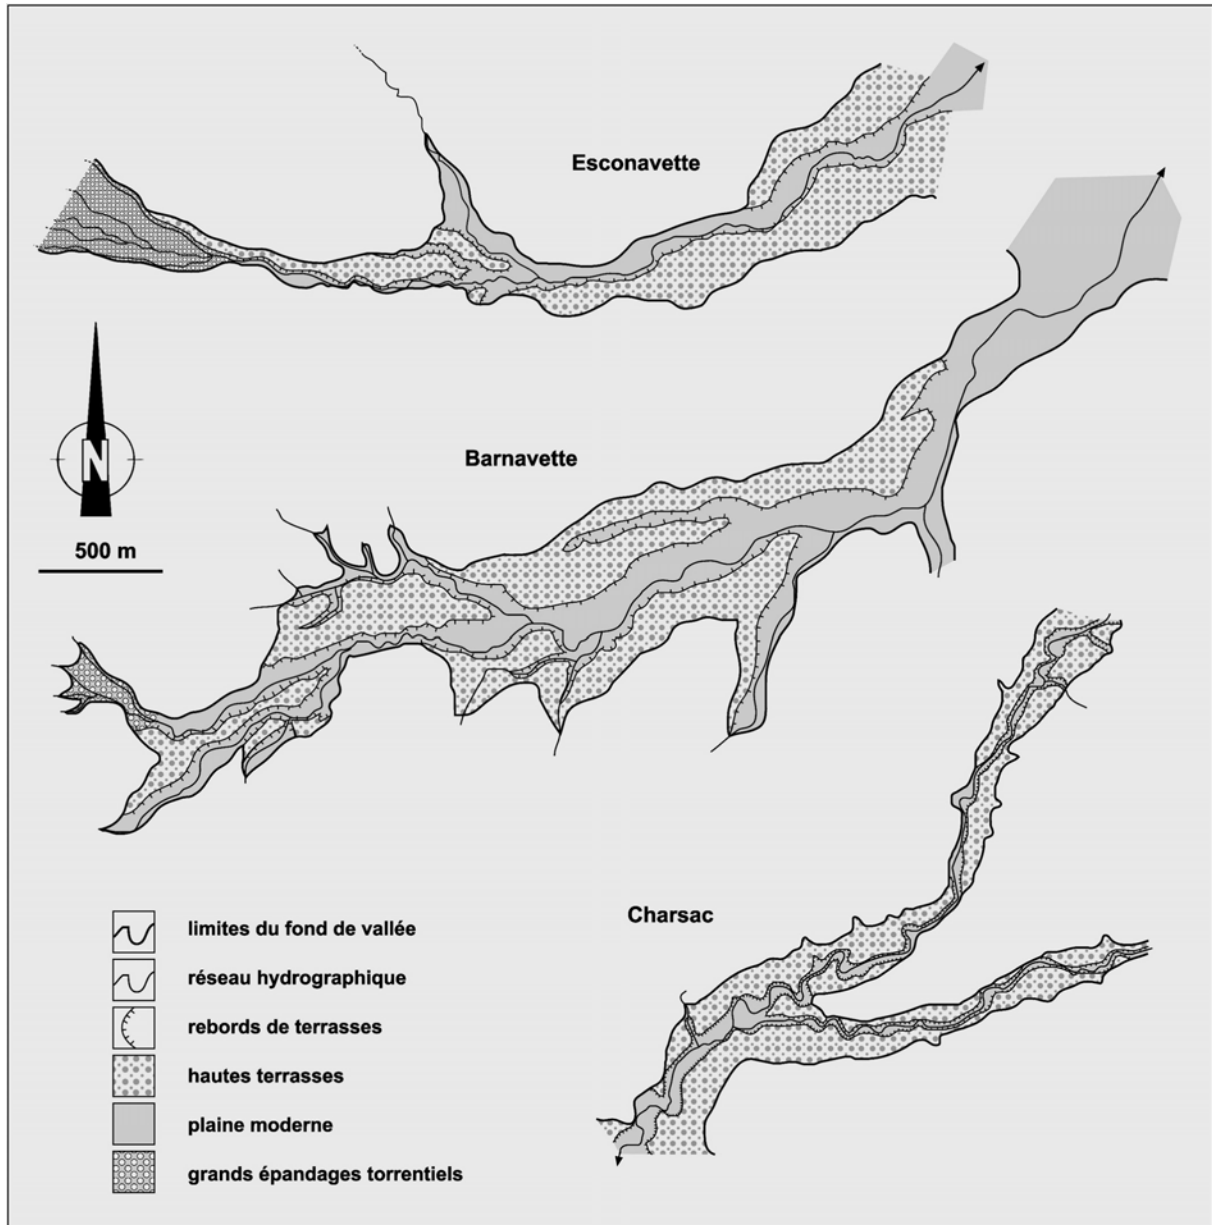 Esconavette
Barnavette
N
500 m
Charsac
limites du fond de vallée
réseau hydrographique
rebords de terrasses
hautes terrasses
plaine moderne
grands épandages torrentiels